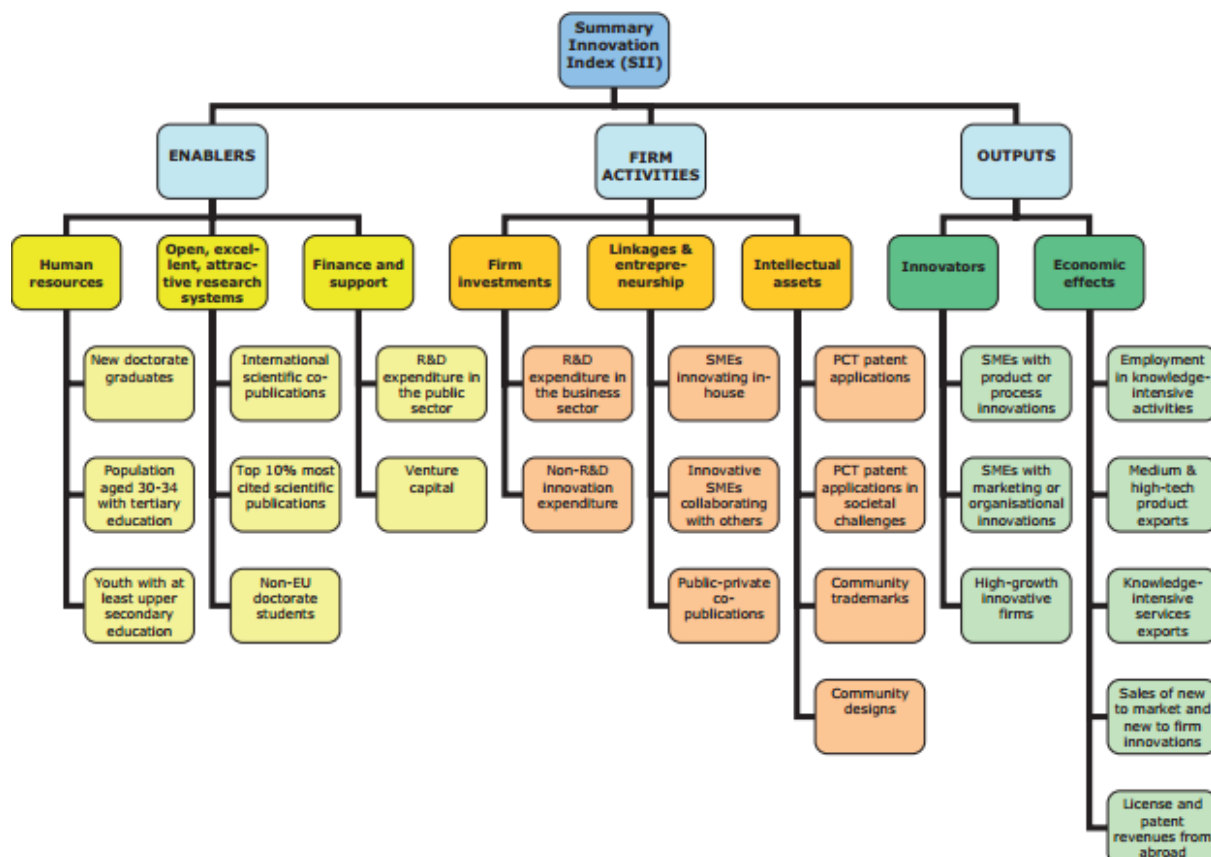 Summary
Innovation
Index (SII)
ENABLERS
FIRM
ACTIVITIES
OUTPUTS
Human
resources
Open, excel-
lent, attrac-
tive research
systems
Finance and
support
Firm
investments
Linkages &
entrepre-
neurship
Intellectual
assets
Innovators
Economic
effects
New doctorate
graduates
International
scientific co-
publications
R&D
expenditure in
the public
sector
R&D
expenditure in
the business
sector
SMEs
innovating in-
house
PCT patent
applications
SMEs with
product or
process
innovations
Employment
in knowledge-
intensive
activities
Population
aged 30-34
with tertiary
education
Top 10% most
cited scientific
publications
Venture
capital
Non-R&D
innovation
expenditure
Innovative
SMEs
collaborating
with others
PCT patent
applications in
societal
challenges
SMEs with
marketing or
organisational
innovations
Medium &
high-tech
product
exports
Youth with at
least upper
secondary
education
Non-EU
doctorate
students
Public-private
co-
publications
Community
trademarks
High-growth
innovative
firms
Knowledge-
intensive
services
exports
Community
designs
Sales of new
to market and
new to firm
innovations
License and
patent
revenues from
abroad